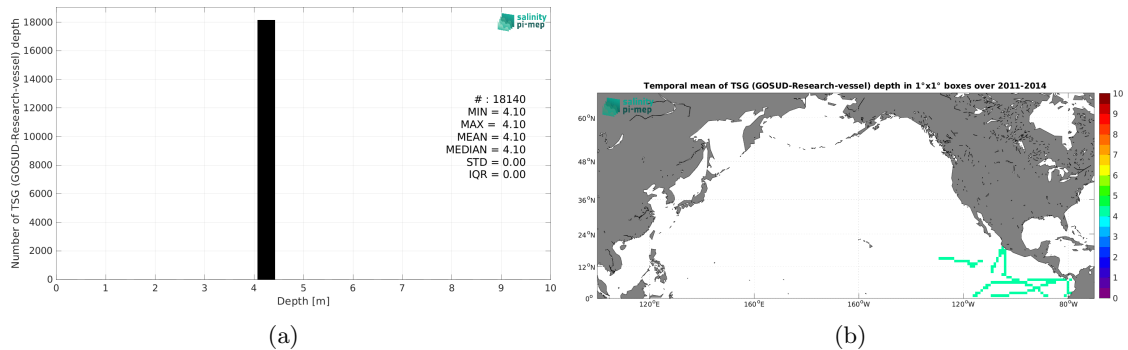 18000
16000
14000
12000
10000
8000
6000
4000
2000
0
Number of TSG (GOSUD-Research-vessel) depth
salinity
pi-mep
# : 18140
MIN = 4.10
MAX = 4.10
MEAN = 4.10
MEDIAN = 4.10
STD = 0.00
IQR = 0.00
0 1 2 3 4 5 6 7 8 9 10
Depth [m]
(a)
Temporal mean of TSG (GOSUD-Research-vessel) depth in 1°x1° boxes over 2011-2014
salinity
pi-mep
60°N
48°N
36°N
24°N
12°N
0°
120°E 160°E 160°W 120°W 80°W
10
9
8
7
6
5
4
3
2
1
0
(b)